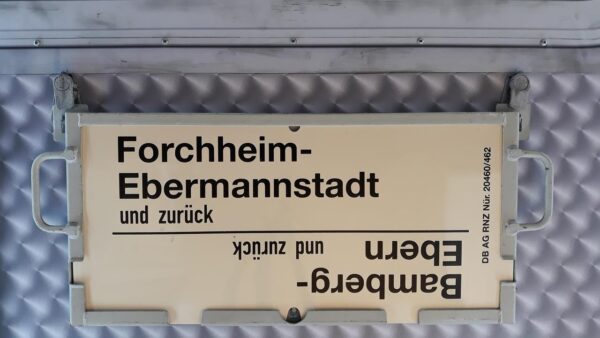 Forchheim-
Ebermannstadt
und zurück
Bamberg-
Ebern
und zurück
DB AG RNZ Nür. 20460/462